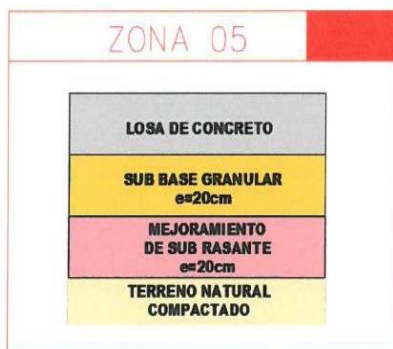 ZONA 05
LOSA DE CONCRETO
SUB BASE GRANULAR
e=20cm
MEJORAMIENTO
DE SUB RASANTE
e=20cm
TERRENO NATURAL
COMPACTADO